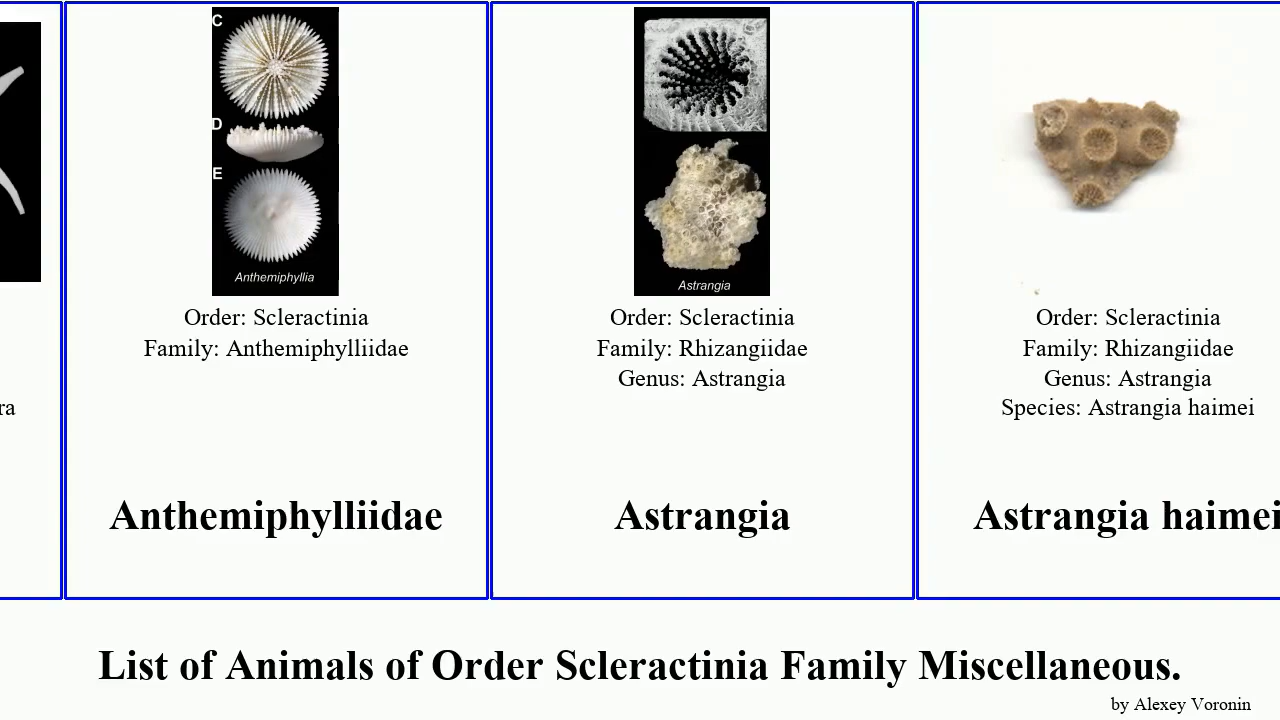 C
D
E
Anthemiphyllia
Order: Scleractinia
Family: Anthemiphylliidae
Anthemiphylliidae
Astrangia
Order: Scleractinia
Family: Rhizangiidae
Genus: Astrangia
Astrangia
Order: Scleractinia
Family: Rhizangiidae
Genus: Astrangia
Species: Astrangia haimei
Astrangia haimei
ra
List of Animals of Order Scleractinia Family Miscellaneous.
by Alexey Voronin